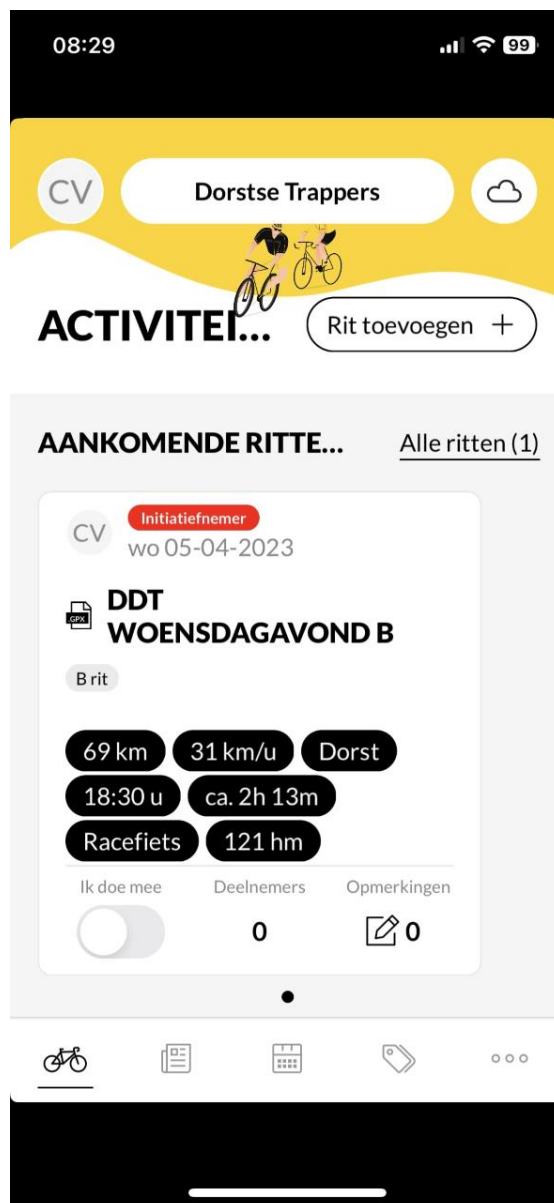 08:29
99
CV
Dorstse Trappers
ACTIVITEI...
Rit toevoegen +
AANKOMENDE RITTE...
Alle ritten (1)
CV
Initiatiefnemer
wo 05-04-2023
.GPX
DDT
WOENSDAGAVOND B
B rit
69 km 31 km/u Dorst
18:30 u ca. 2h 13m
Racefiets 121 hm
Ik doe mee Deelnemers Opmerkingen
0 0